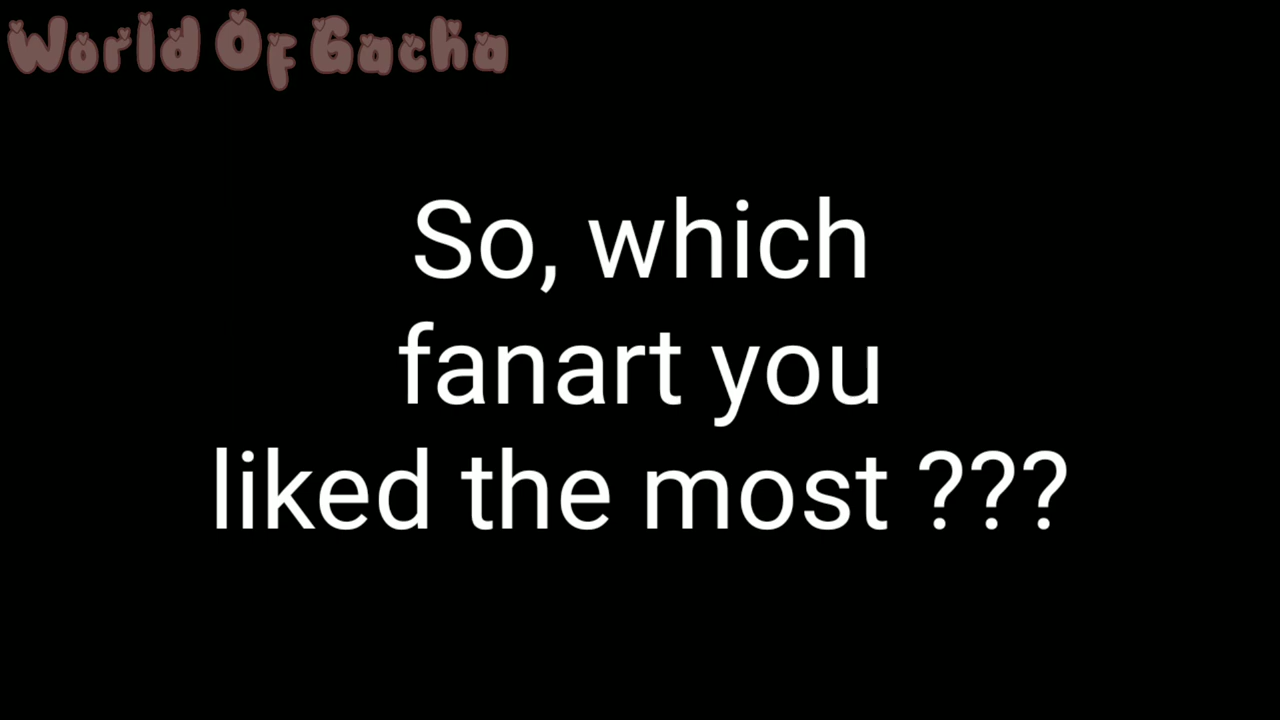 World Of Gacha
So, which
fanart you
liked the most ???